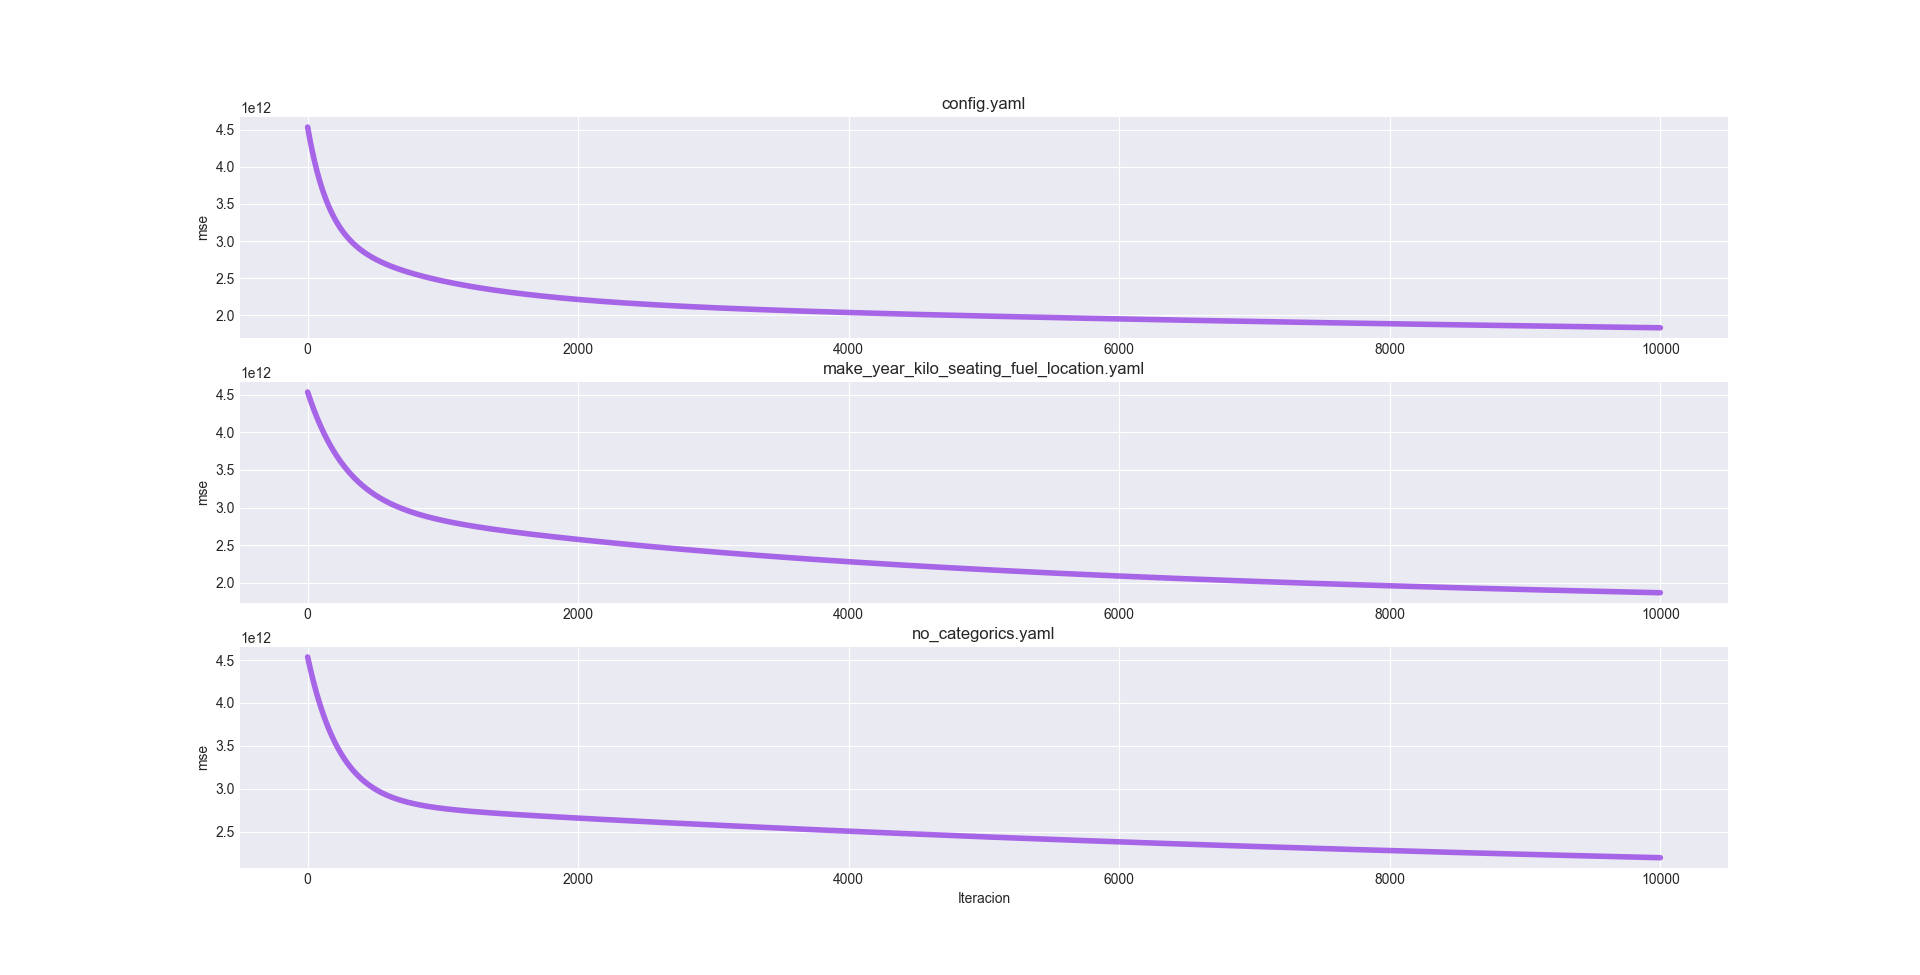 config.yaml
1e12
4.5
4.0
3.5
3.0
2.5
2.0
mse
0 2000 4000 6000 8000 10000
make_year_kilo_seating_fuel_location.yaml
1e12
4.5
4.0
3.5
3.0
2.5
2.0
mse
0 2000 4000 6000 8000 10000
no_categorics.yaml
1e12
4.5
4.0
3.5
3.0
2.5
mse
0 2000 4000 6000 8000 10000
Iteracion